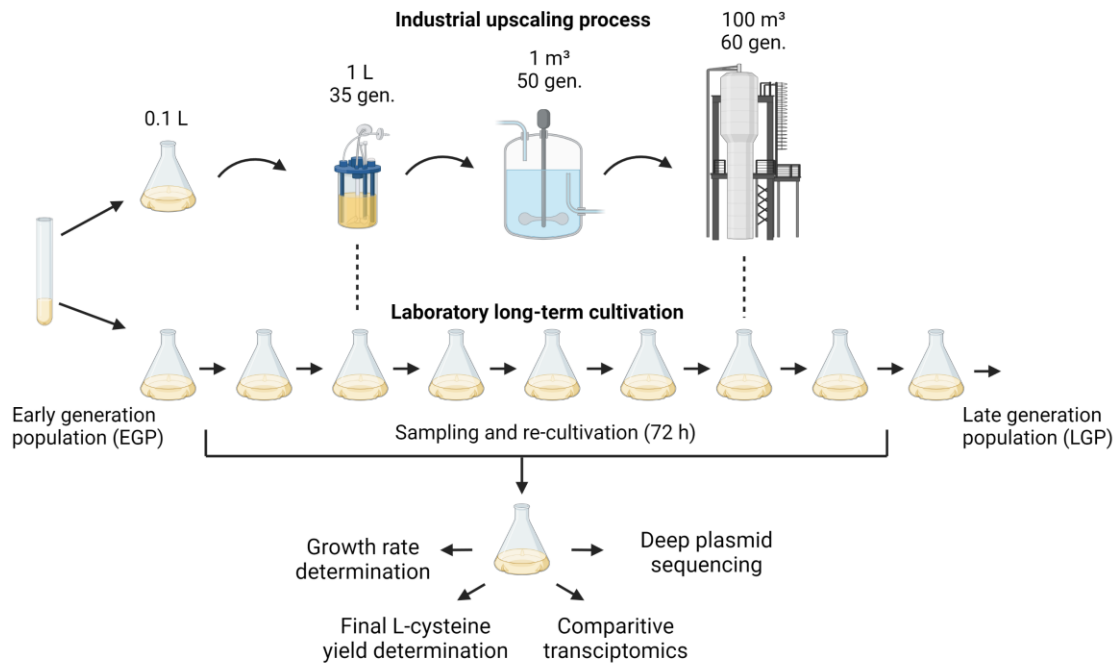 Industrial upscaling process
0.1 L
1 L
35 gen.
1 m³
50 gen.
100 m³
60 gen.
Laboratory long-term cultivation
Early generation
population (EGP)
Sampling and re-cultivation (72 h)
Late generation
population (LGP)
Growth rate
determination
Deep plasmid
sequencing
Final L-cysteine
yield determination
Comparitive
transciptomics